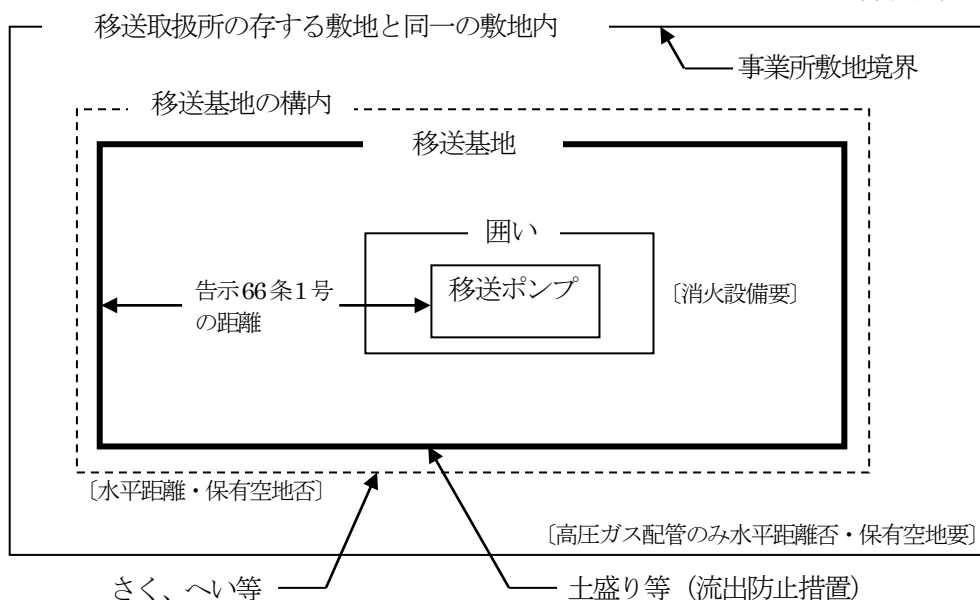 移送取扱所の存する敷地と同一の敷地内
事業所敷地境界
移送基地の構内
移送基地
囲い
移送ポンプ
告示66条1号
の距離
〔消火設備要〕
〔水平距離・保有空地否〕
〔高圧ガス配管のみ水平距離否・保有空地要〕
さく、へい等
土盛り等（流出防止措置）